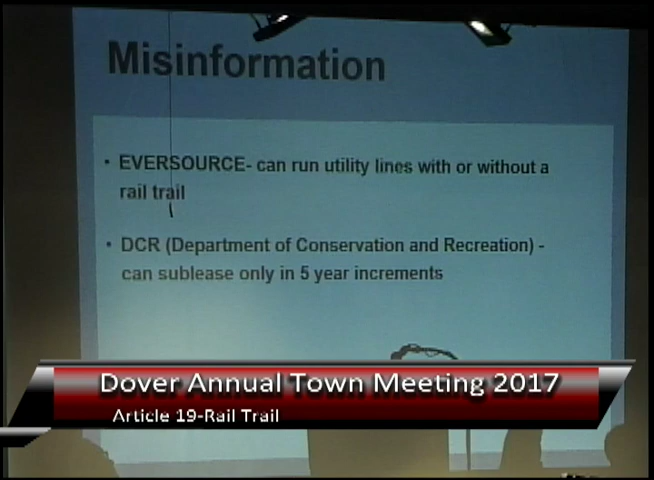 Misinformation
• EVERSOURCE- can run utility lines with or without a
rail trail
• DCR (Department of Conservation and Recreation) -
can sublease only in 5 year increments
Dover Annual Town Meeting 2017
Article 19-Rail Trail